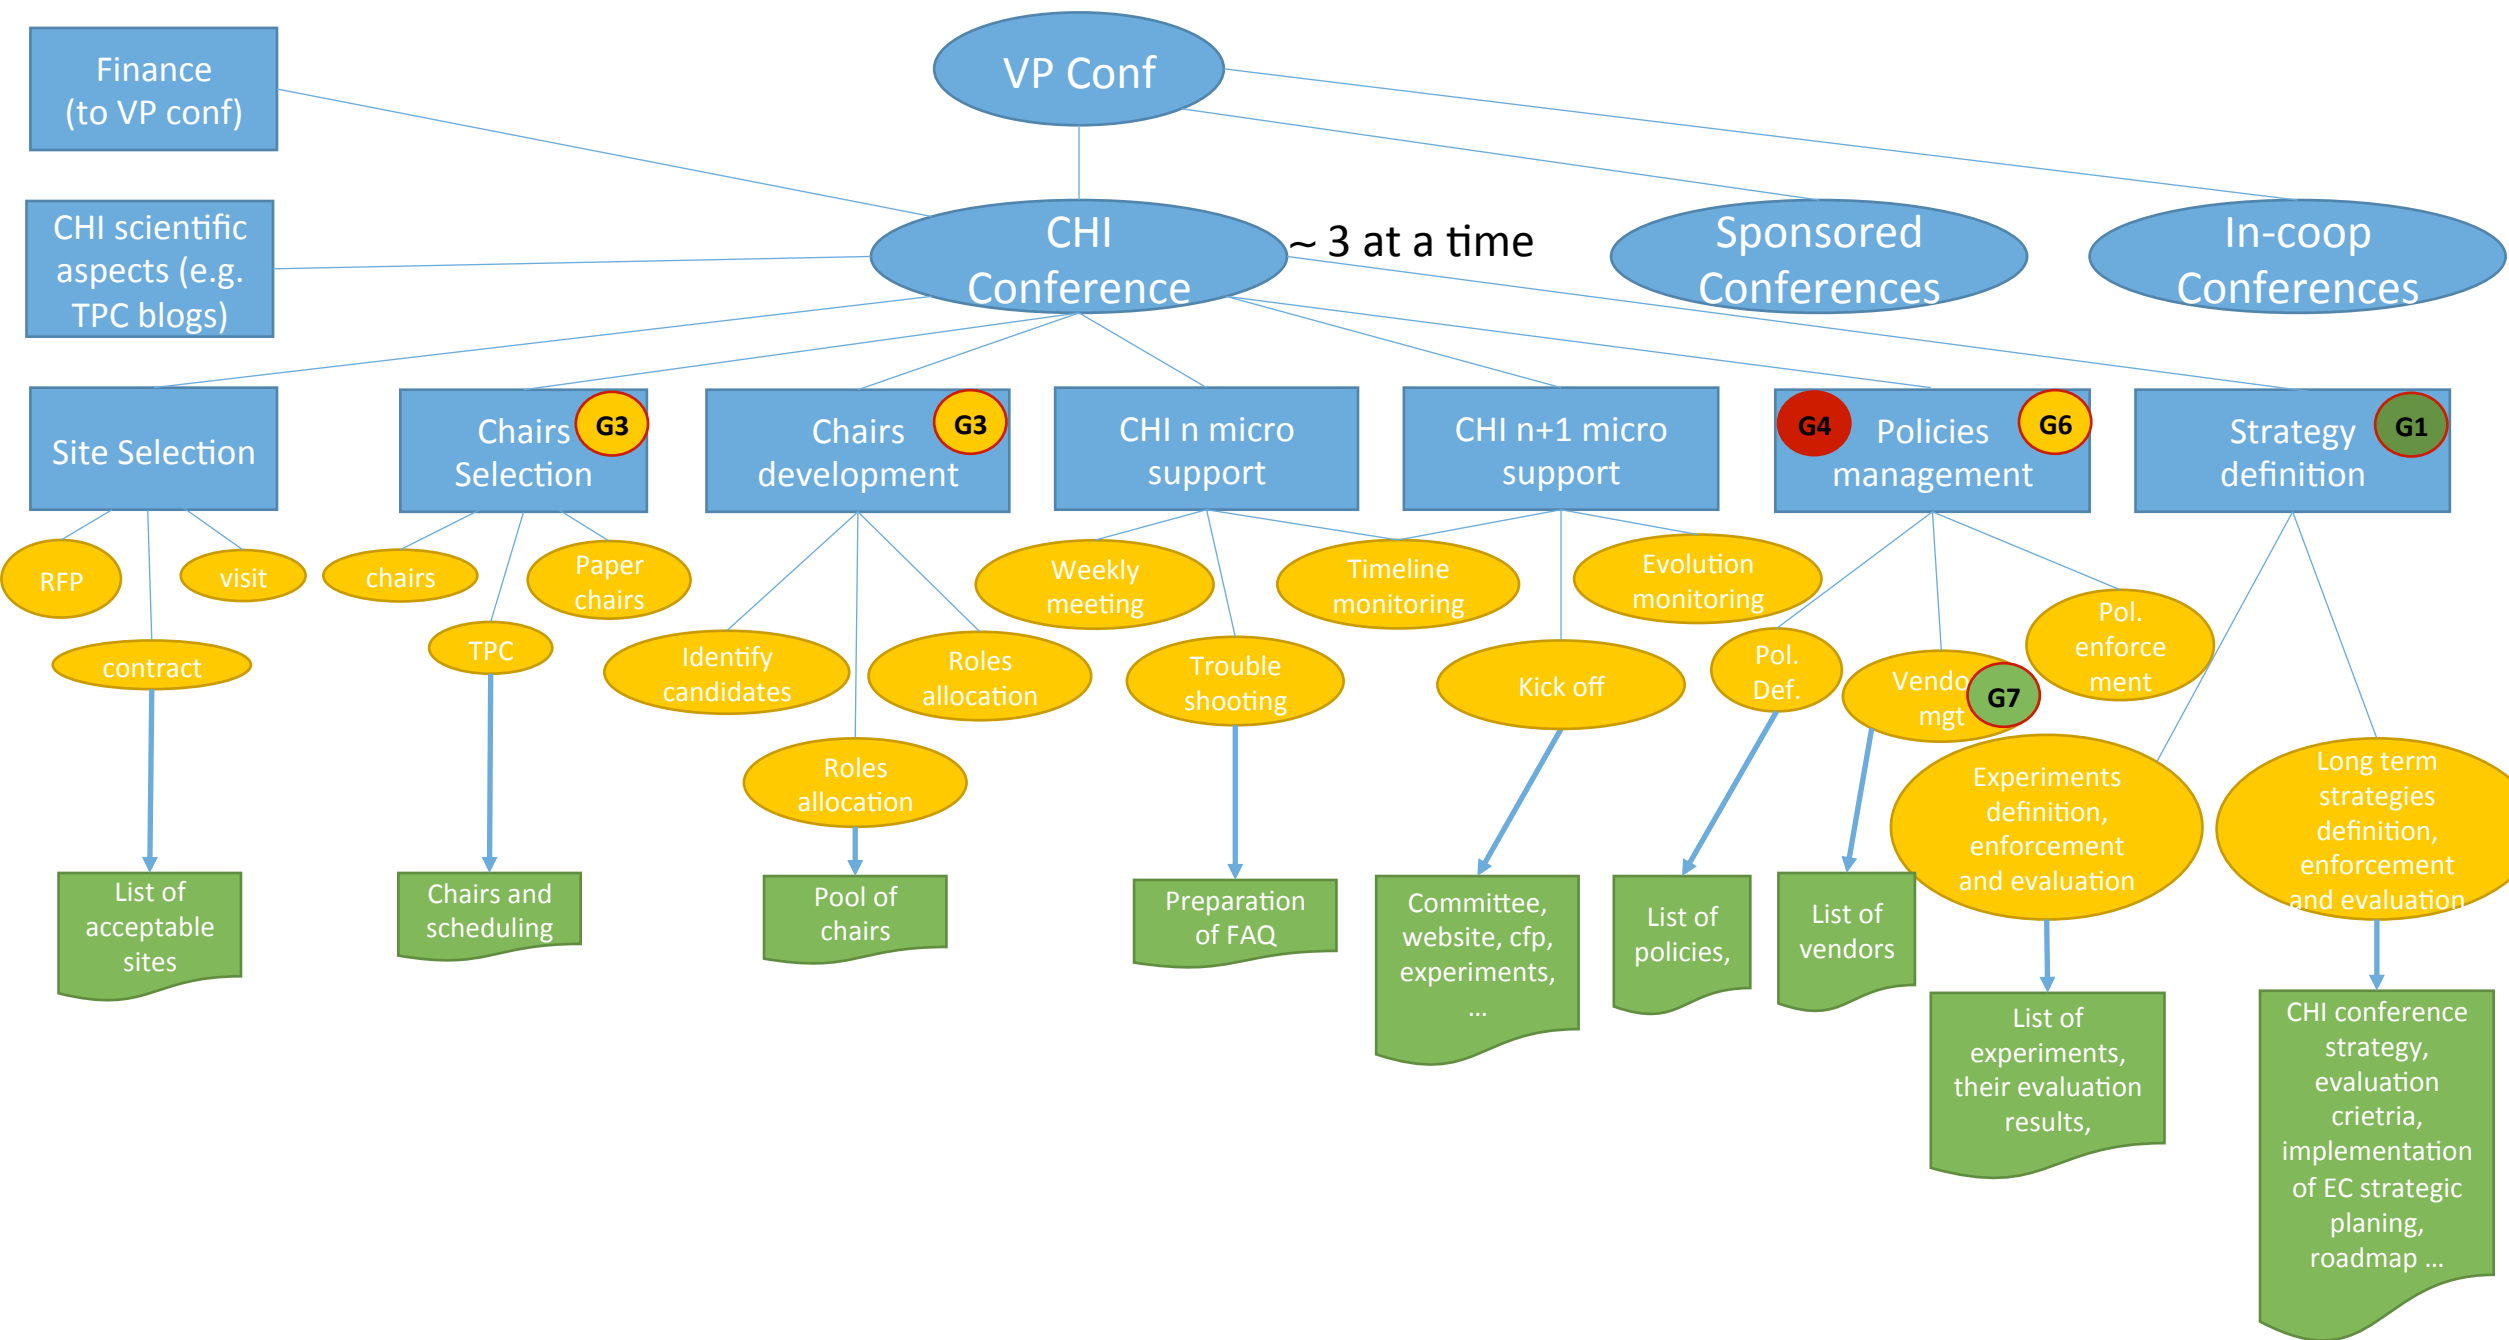 Finance
(to VP conf)
VP Conf
CHI scientific
aspects (e.g.
TPC blogs)
CHI
Conference
~ 3 at a time
Sponsored
Conferences
In-coop
Conferences
Site Selection
Chairs
Selection
G3
Chairs
development
G3
CHI n micro
support
CHI n+1 micro
support
G4
Policies
management
G6
Strategy
definition
G1
RFP
visit
contract
chairs
Paper
chairs
TPC
Identify
candidates
Roles
allocation
Roles
allocation
Weekly
meeting
Timeline
monitoring
Evolution
monitoring
Trouble
shooting
Kick off
Pol.
Def.
Vendo
mgt
G7
Pol.
enforce
ment
Experiments
definition,
enforcement
and evaluation
Long term
strategies
definition,
enforcement
and evaluation
List of
acceptable
sites
Chairs and
scheduling
Pool of
chairs
Preparation
of FAQ
Committee,
website, cfp,
experiments,
...
List of
policies,
List of
vendors
List of
experiments,
their evaluation
results,
CHI conference
strategy,
evaluation
crietria,
implementation
of EC strategic
planing,
roadmap ...